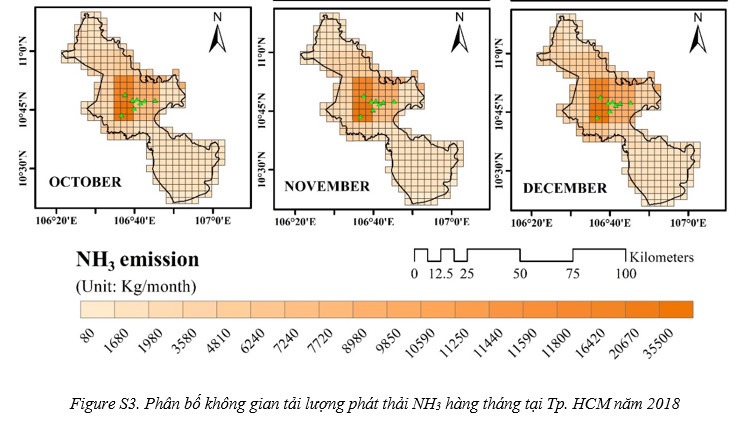 N
N
N
11°0'N
10°45'N
10°30'N
OCTOBER
106°20'E
106°40'E
107°0'E
11°0'N
10°45'N
10°30'N
NOVEMBER
106°20'E
106°40'E
107°0'E
11°0'N
10°45'N
10°30'N
DECEMBER
106°20'E
106°40'E
107°0'E
NH3 emission
(Unit: Kg/month)
Kilometers
0 12.5 25 50 75 100
80 1680 1980 3580 4810 6240 7240 7720 8980 9850 10590 11250 11440 11590 11800 16420 20670 35500
Figure S3. Phân bố không gian tải lượng phát thải NH3 hàng tháng tại Tp. HCM năm 2018